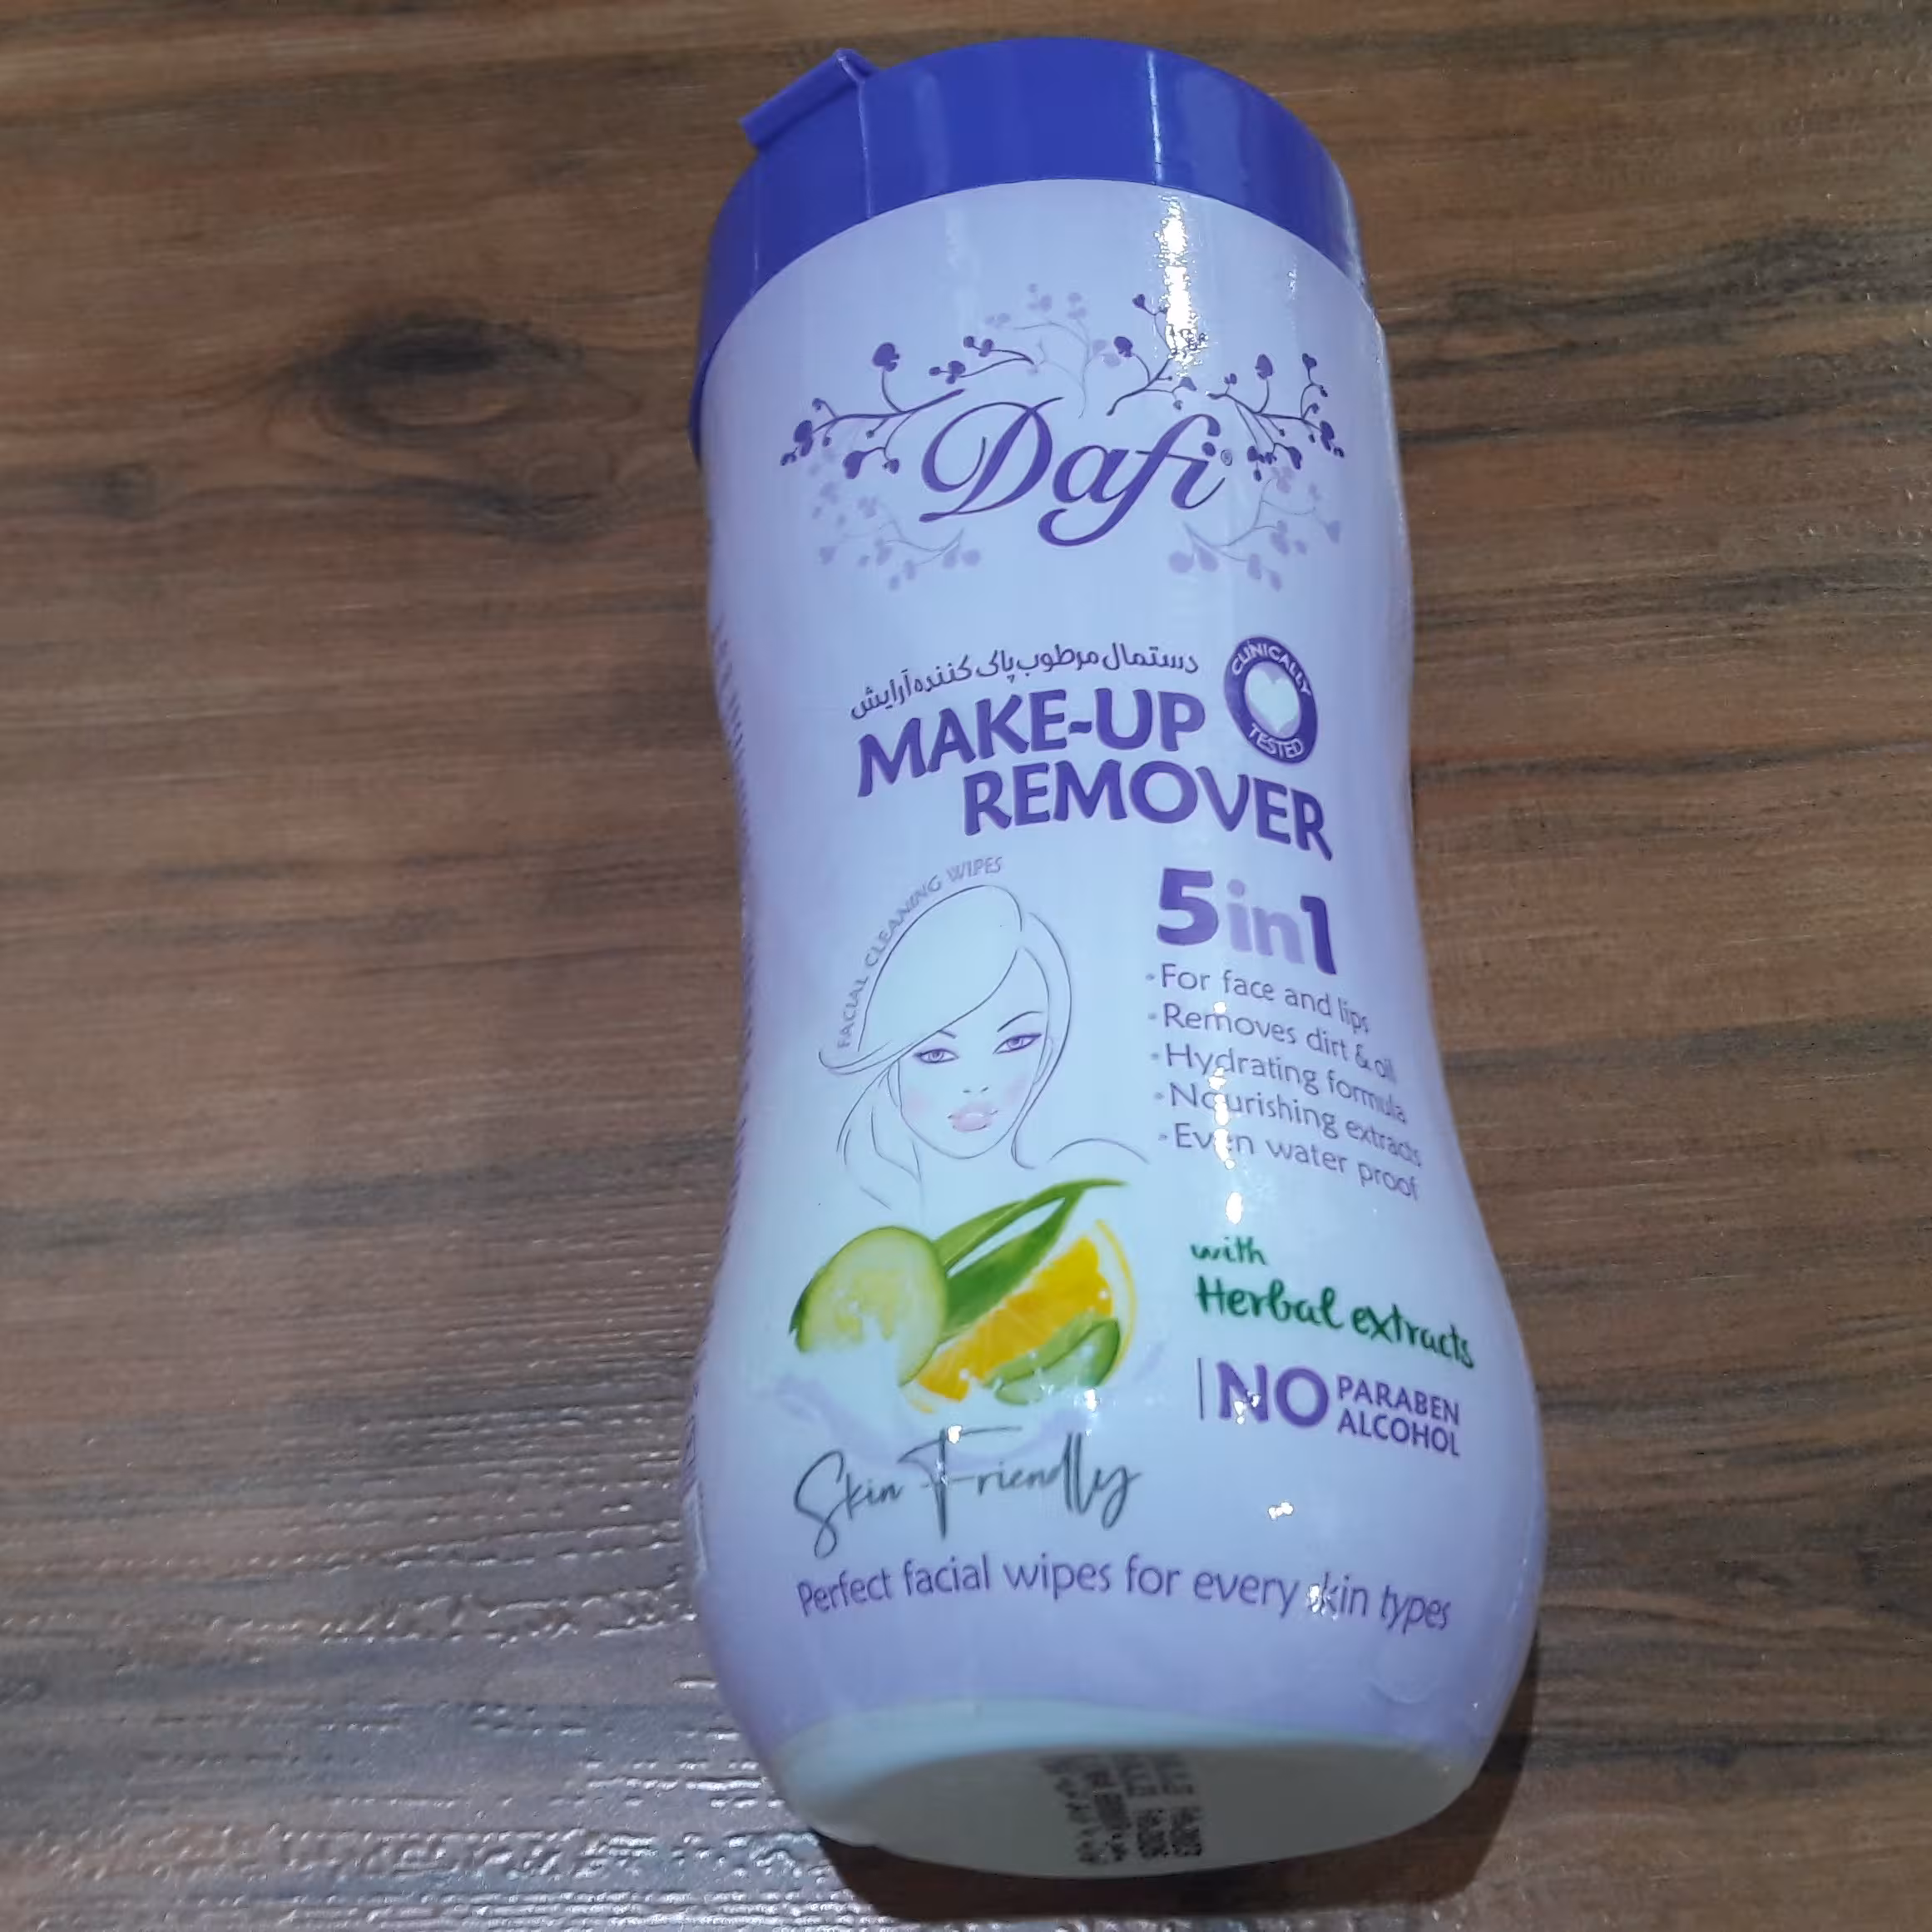 Dafi®
دستمال مرطوب پاک کننده آرایش
MAKE-UP
REMOVER
CLINICALLY
TESTED
FACIAL CLEANING WIPES
5in1
•For face and lips
•Removes dirt & oil
•Hydrating formula
•Nourishing extracts
•Even water proof
with
Herbal extracts
NO PARABEN
ALCOHOL
Skin Friendly
Perfect facial wipes for every skin types